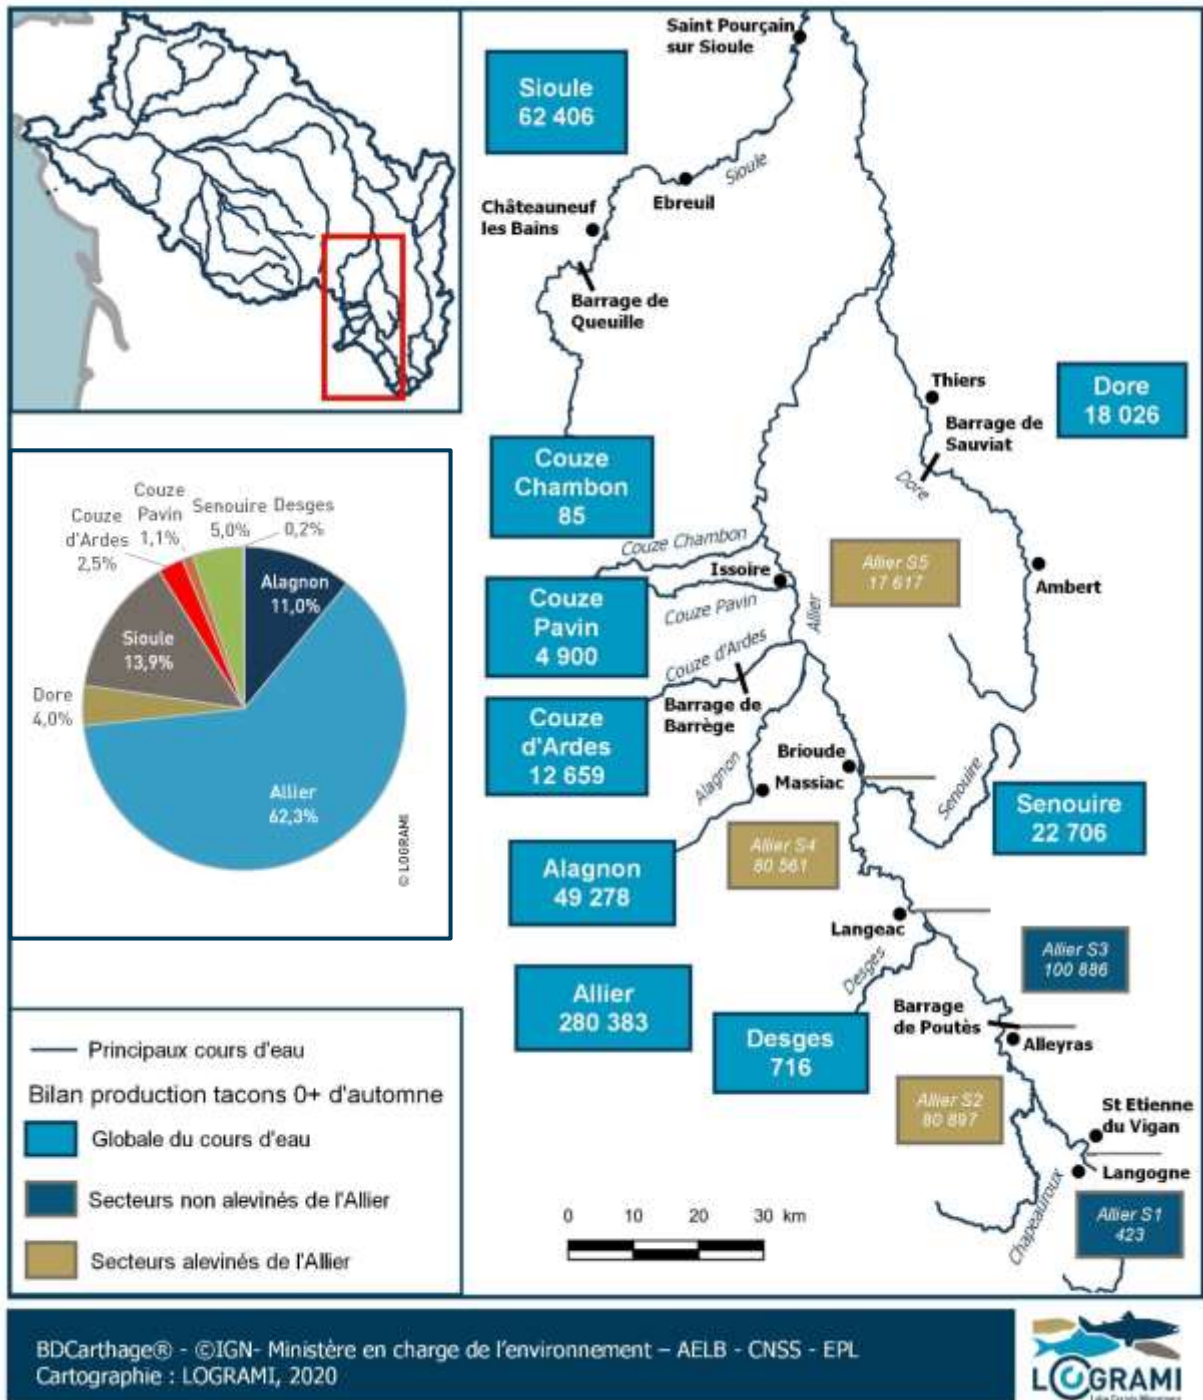 Saint Pourçain
sur Sioule
Sioule
62 406
Sioule
Ebreuil
Châteauneuf
les Bains
Barrage de
Queuille
Thiers
Dore
18 026
Barrage de
Sauviat
Dore
Couze
Chambon
85
Couze Chambon
Issoire
Allier S5
17 617
Ambert
Couze
Pavin
4 900
Couze Pavin
Allier
Couze d'Ardes
Barrage de
Barrège
Couze
d'Ardes
12 659
Brioude
Massiac
Alagnon
Senouire
Senouire
22 706
Allier S4
80 561
Alagnon
49 278
Langeac
Desges
Allier S3
100 886
Allier
280 383
Desges
716
Barrage
de Poutès
Alleyras
Allier S2
80 897
St Etienne
du Vigan
Langogne
Chapeauroux
Allier S1
423
0 10 20 30 km
Couze
d'Ardes
2,5%
Couze
Pavin
1,1%
Senouire
5,0%
Desges
0,2%
Alagnon
11,0%
Sioule
13,9%
Dore
4,0%
Allier
62,3%
© LOGRAMI
Principaux cours d'eau
Bilan production tacons 0+ d'automne
Globale du cours d'eau
Secteurs non alevinés de l'Allier
Secteurs alevinés de l'Allier
BDCarthage® - ©IGN- Ministère en charge de l'environnement – AELB - CNSS - EPL
Cartographie : LOGRAMI, 2020
LOGRAMI